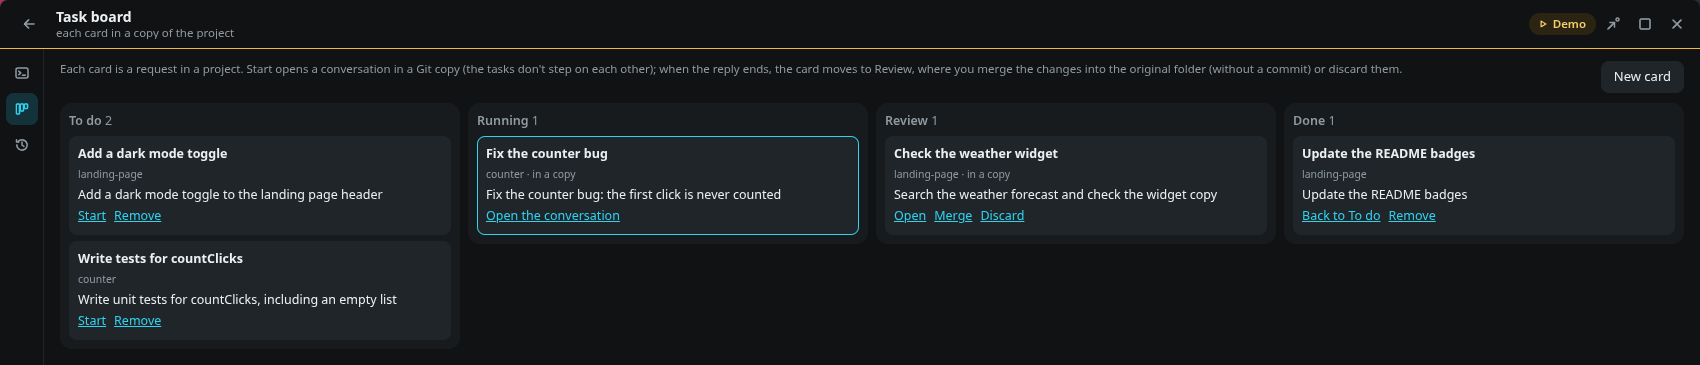 Task board
each card in a copy of the project
Demo
Each card is a request in a project. Start opens a conversation in a Git copy (the tasks don't step on each other); when the reply ends, the card moves to Review, where you merge the changes into the original folder (without a commit) or discard them.
New card
To do 2
Add a dark mode toggle
landing-page
Add a dark mode toggle to the landing page header
Start Remove
Write tests for countClicks
counter
Write unit tests for countClicks, including an empty list
Start Remove
Running 1
Fix the counter bug
counter · in a copy
Fix the counter bug: the first click is never counted
Open the conversation
Review 1
Check the weather widget
landing-page · in a copy
Search the weather forecast and check the widget copy
Open Merge Discard
Done 1
Update the README badges
landing-page
Update the README badges
Back to To do Remove